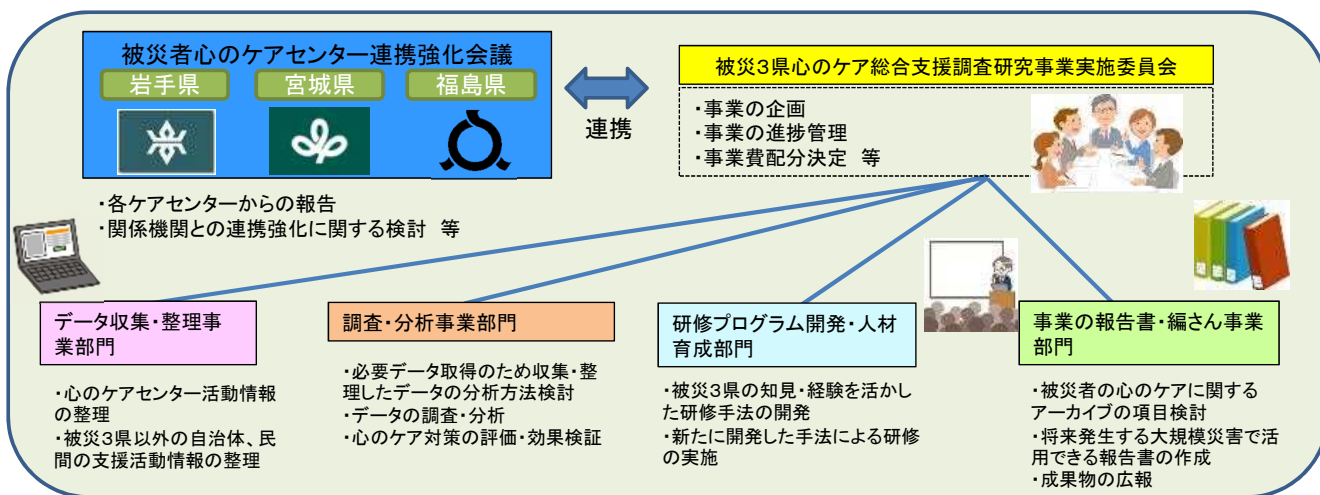 被災者心のケアセンター連携強化会議
岩手県
宮城県
福島県
・各ケアセンターからの報告
・関係機関との連携強化に関する検討　等
連携
被災３県心のケア総合支援調査研究事業実施委員会
・事業の企画
・事業の進捗管理
・事業費配分決定　等
データ収集・整理事
業部門
・心のケアセンター活動情報
の整理
・被災３県以外の自治体、民
間の支援活動情報の整理
調査・分析事業部門
・必要データ取得のため収集・整
理したデータの分析方法検討
・データの調査・分析
・心のケア対策の評価・効果検証
研修プログラム開発・人材
育成部門
・被災３県の知見・経験を活かし
た研修手法の開発
・新たに開発した手法による研修
の実施
事業の報告書・編さん事業
部門
・被災者の心のケアに関する
アーカイブの項目検討
・将来発生する大規模災害で活
用できる報告書の作成
・成果物の広報